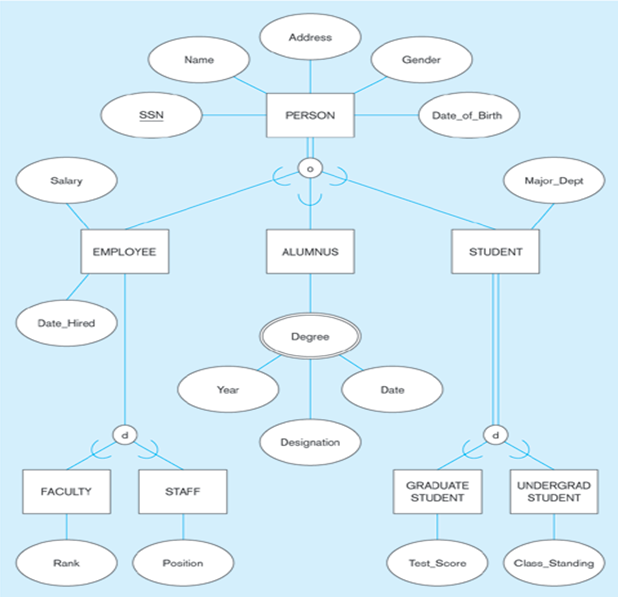 Address
Name
Gender
SSN
PERSON
Date_of_Birth
o
Salary
Major_Dept
EMPLOYEE
ALUMNUS
STUDENT
Date_Hired
Degree
Year
Date
Designation
d
d
FACULTY
STAFF
GRADUATE
STUDENT
UNDERGRAD
STUDENT
Rank
Position
Test_Score
Class_Standing